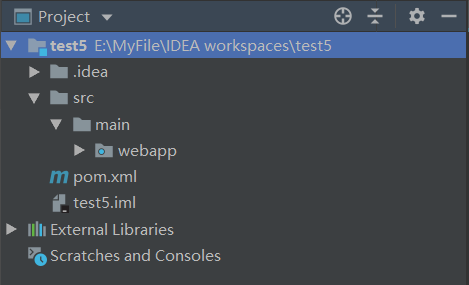 Project
test5 E:\MyFile\IDEA workspaces\test5
.idea
src
main
webapp
m pom.xml
test5.iml
External Libraries
Scratches and Consoles